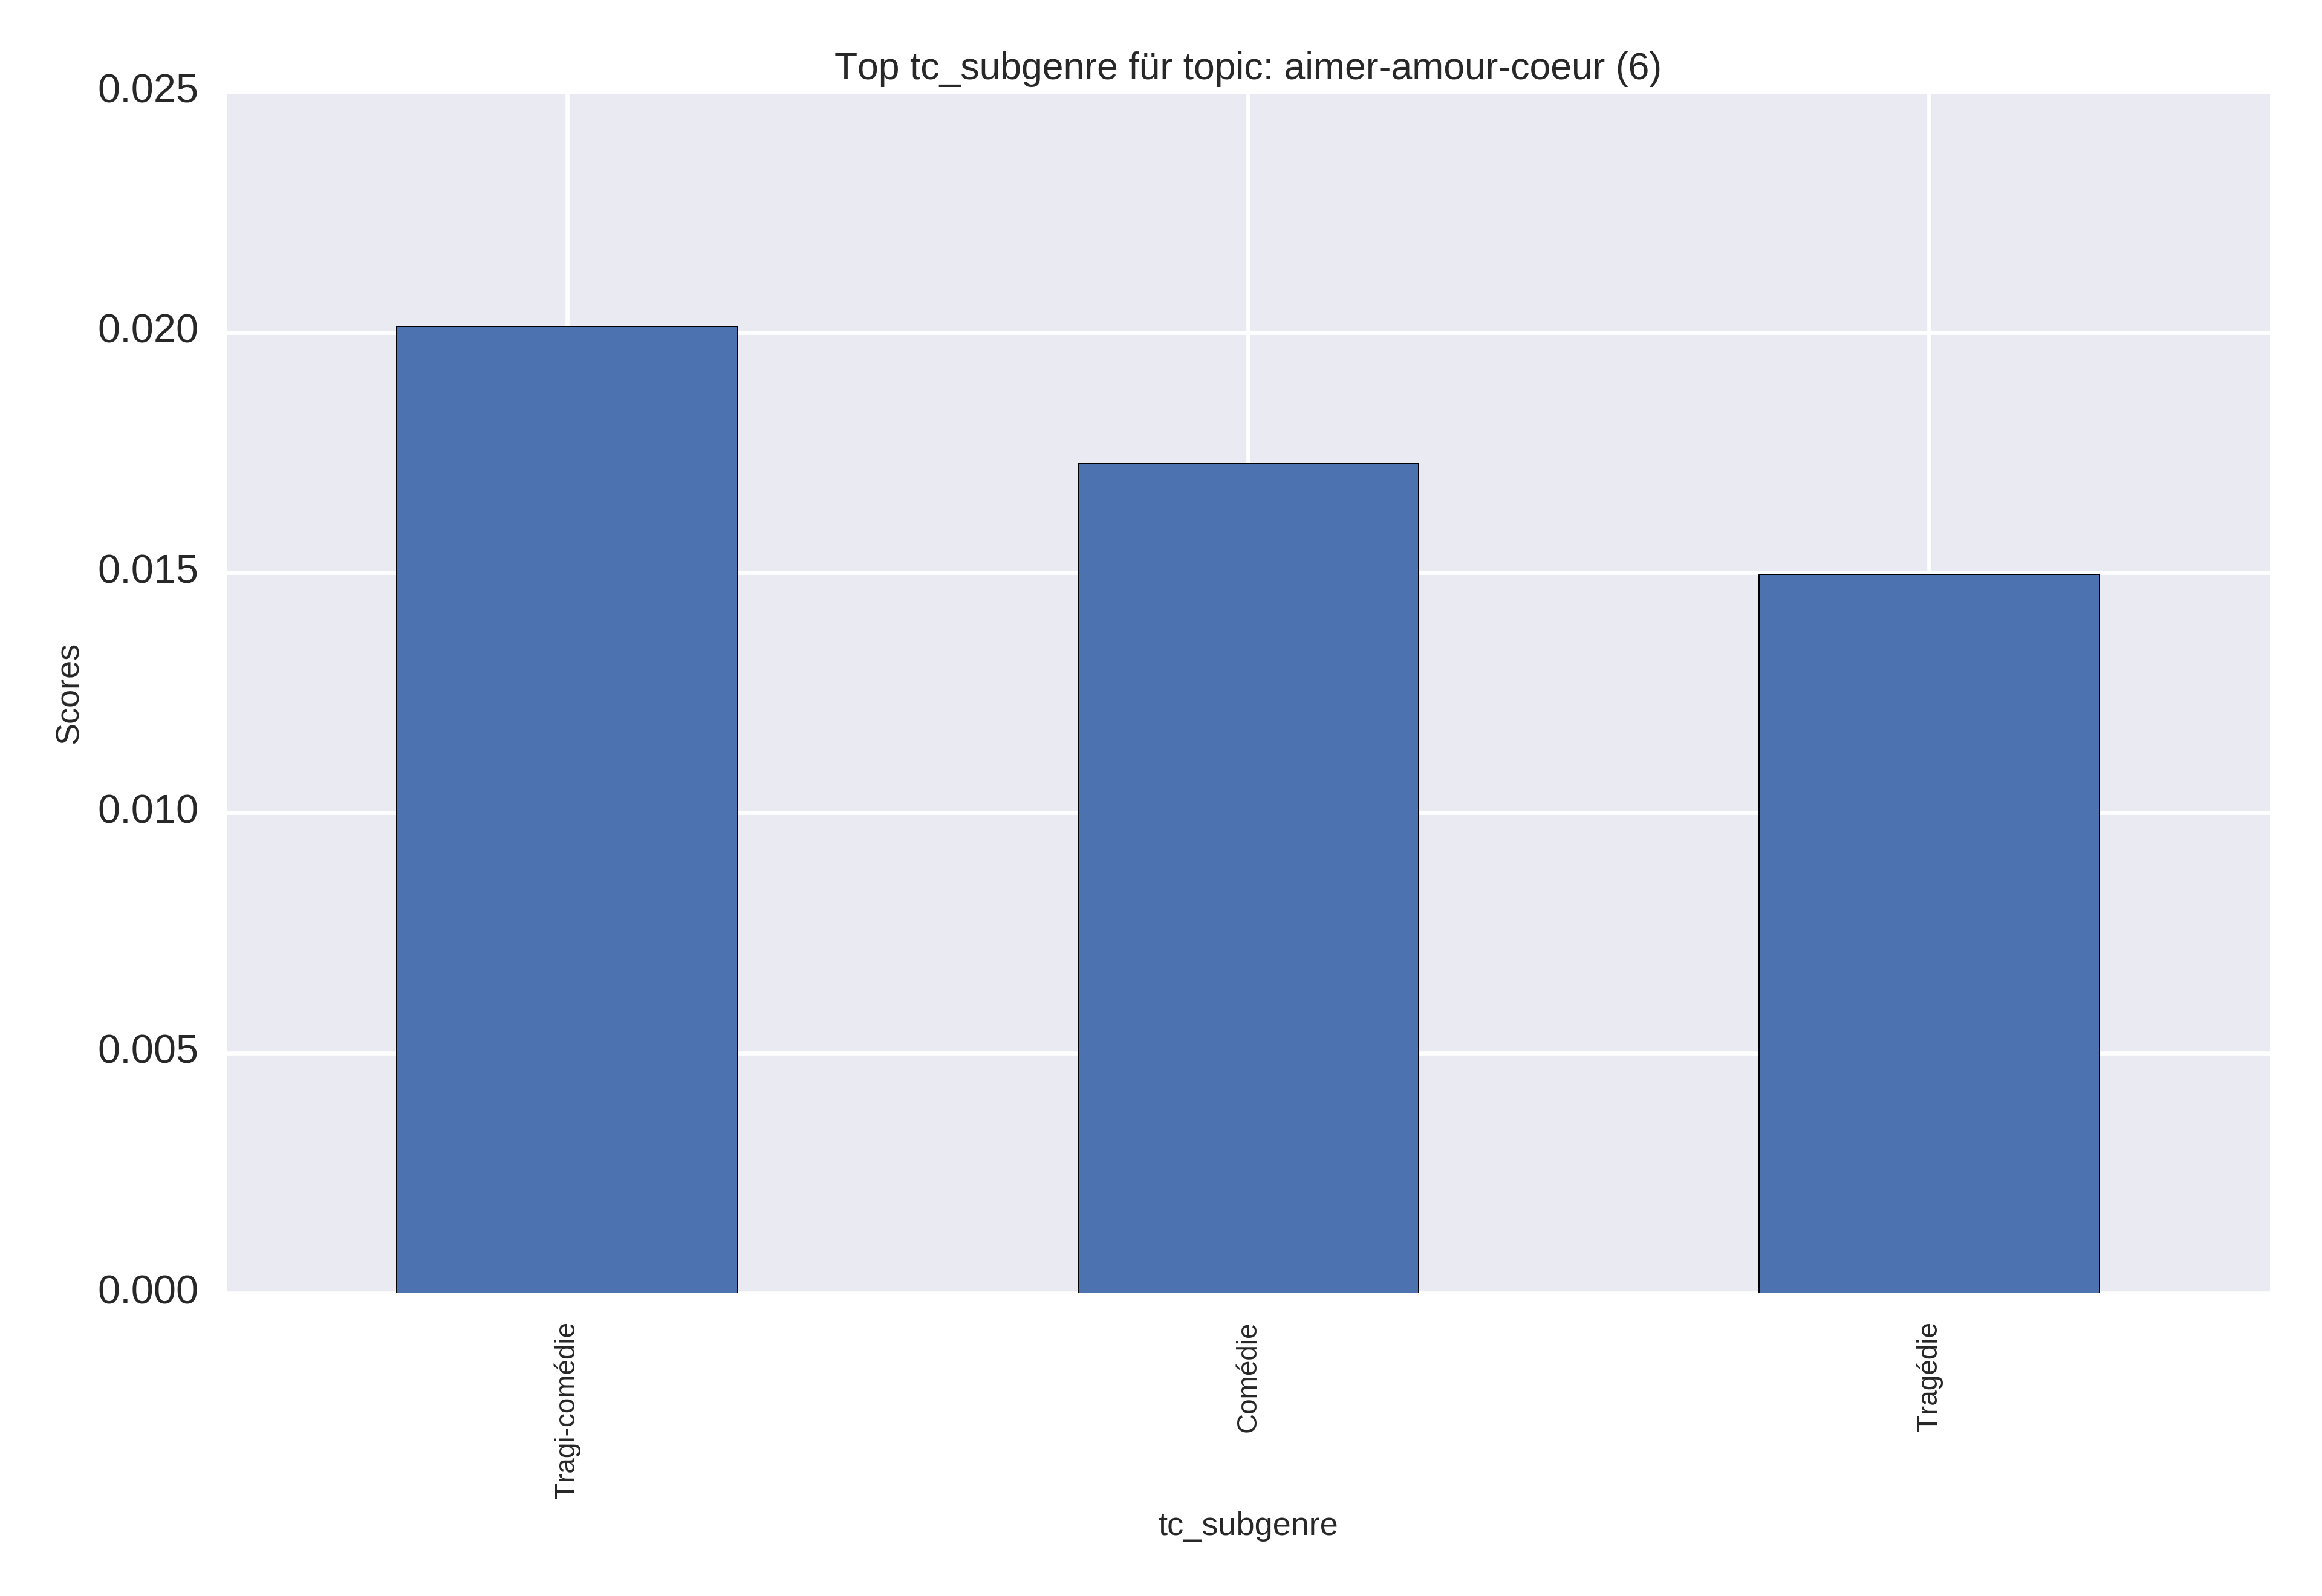 Top tc_subgenre für topic: aimer-amour-coeur (6)
0.025
0.020
0.015
0.010
0.005
0.000
Scores
Tragi-comédie
Comédie
Tragédie
tc_subgenre